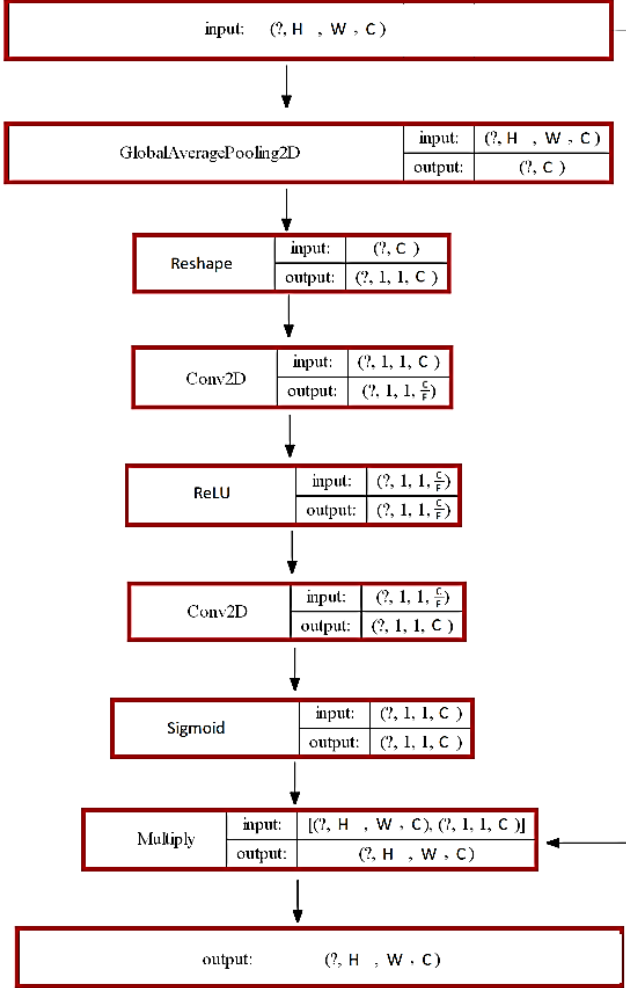 input: (?, H , W , C )
GlobalAveragePooling2D input: (?, H , W , C )
output: (?, C )
Reshape input: (?, C )
output: (?, 1, 1, C )
Conv2D input: (?, 1, 1, C )
output: (?, 1, 1, C/F)
ReLU input: (?, 1, 1, C/F)
output: (?, 1, 1, C/F)
Conv2D input: (?, 1, 1, C/F)
output: (?, 1, 1, C )
Sigmoid input: (?, 1, 1, C )
output: (?, 1, 1, C )
Multiply input: [(?, H , W , C), (?, 1, 1, C )]
output: (?, H , W , C)
output: (?, H , W , C)